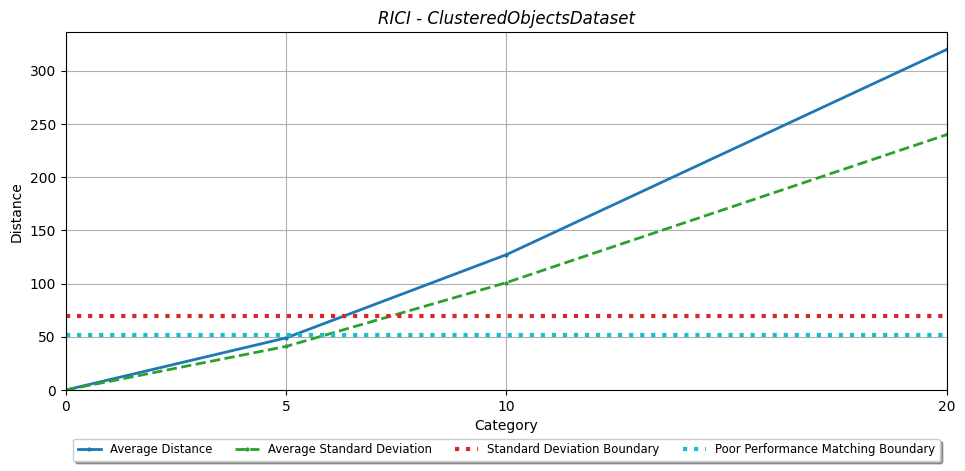 RICI - ClusteredObjectsDataset
Distance
300
250
200
150
100
50
0
0 5 10 20
Category
Average Distance Average Standard Deviation Standard Deviation Boundary Poor Performance Matching Boundary